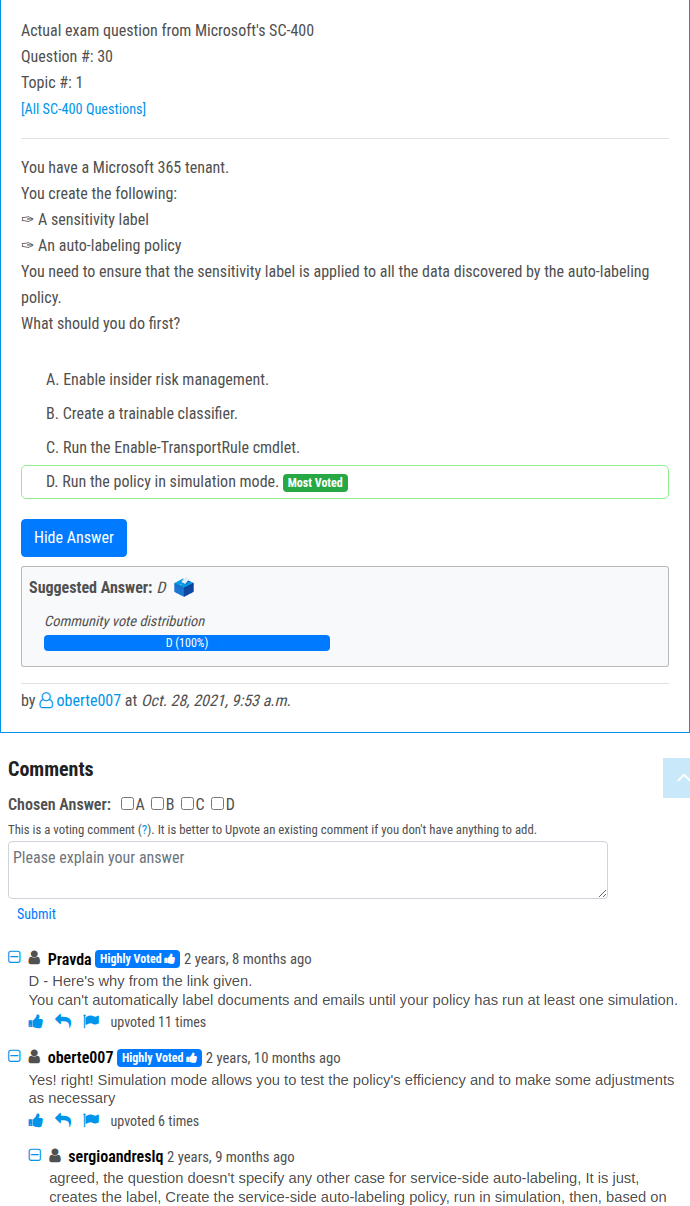 Actual exam question from Microsoft's SC-400
Question #: 30
Topic #: 1
[All SC-400 Questions]
You have a Microsoft 365 tenant.
You create the following:
✑ A sensitivity label
✑ An auto-labeling policy
You need to ensure that the sensitivity label is applied to all the data discovered by the auto-labeling
policy.
What should you do first?
A. Enable insider risk management.
B. Create a trainable classifier.
C. Run the Enable-TransportRule cmdlet.
D. Run the policy in simulation mode. Most Voted
Hide Answer
Suggested Answer: D
Community vote distribution
D (100%)
by oberte007 at Oct. 28, 2021, 9:53 a.m.
Comments
Chosen Answer: A B C D
This is a voting comment (?). It is better to Upvote an existing comment if you don't have anything to add.
Please explain your answer
Submit
Pravda Highly Voted 2 years, 8 months ago
D - Here's why from the link given.
You can't automatically label documents and emails until your policy has run at least one simulation.
upvoted 11 times
oberte007 Highly Voted 2 years, 10 months ago
Yes! right! Simulation mode allows you to test the policy's efficiency and to make some adjustments
as necessary
upvoted 6 times
sergioandreslq 2 years, 9 months ago
agreed, the question doesn't specify any other case for service-side auto-labeling, It is just,
creates the label, Create the service-side auto-labeling policy, run in simulation, then, based on